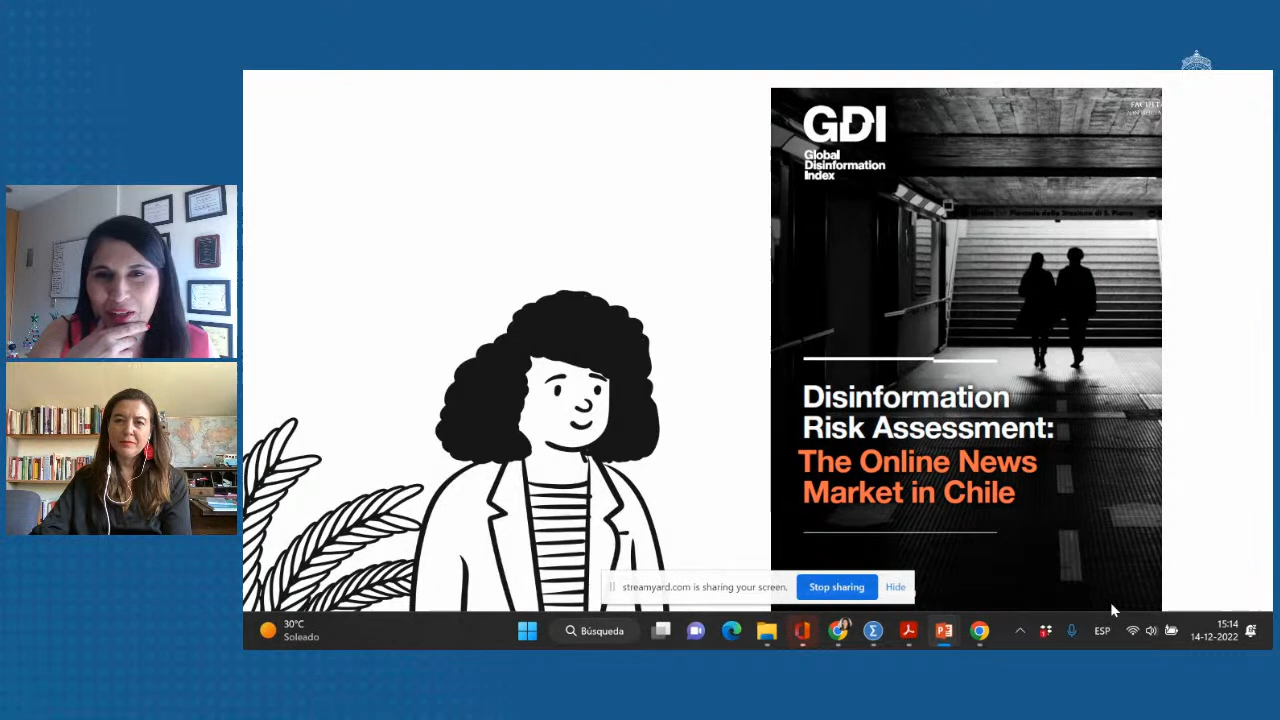 GDI
Global
Disinformation
Index
Disinformation
Risk Assessment:
The Online News
Market in Chile
streamyard.com is sharing your screen.
Stop sharing
Hide
30°C
Soleado
Búsqueda
ESP
15:14
14-12-2022